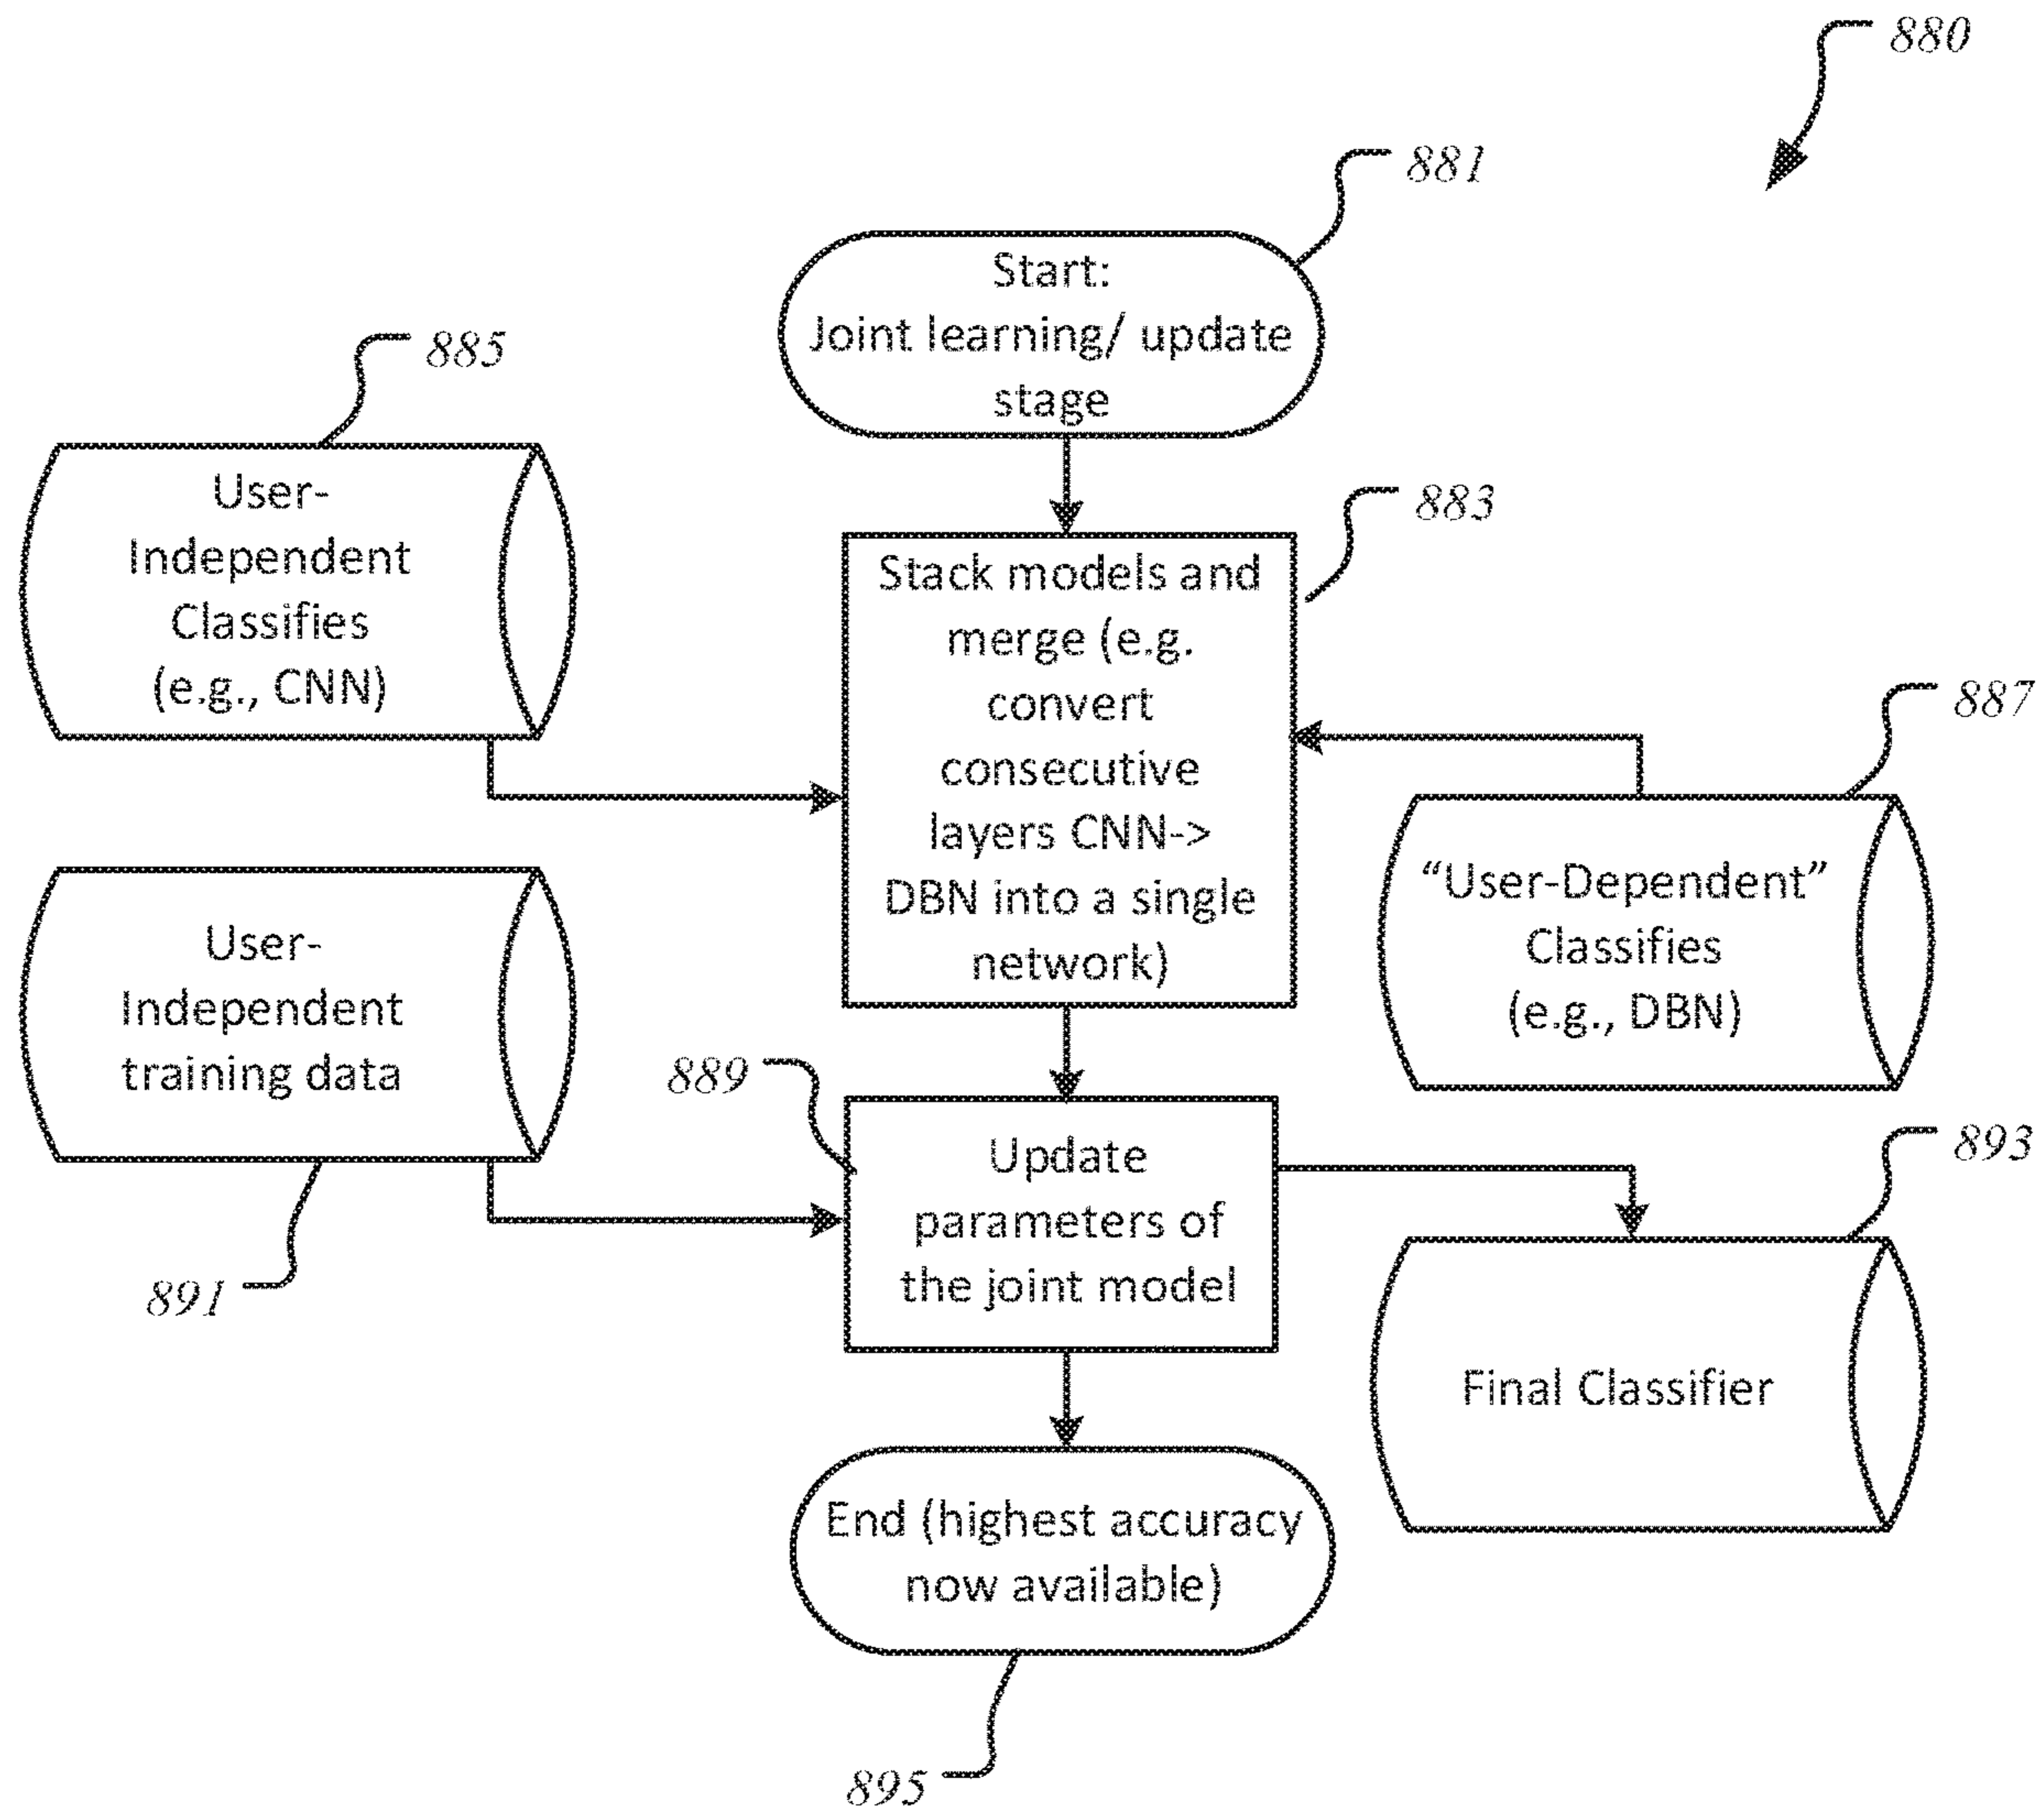 880
881
Start:
Joint learning/ update
stage
885
User-
Independent
Classifies
(e.g., CNN)
883
Stack models and
merge (e.g.
convert
consecutive
layers CNN->
DBN into a single
network)
887
“User-Dependent”
Classifies
(e.g., DBN)
User-
Independent
training data
891
889
Update
parameters of
the joint model
893
Final Classifier
End (highest accuracy
now available)
895